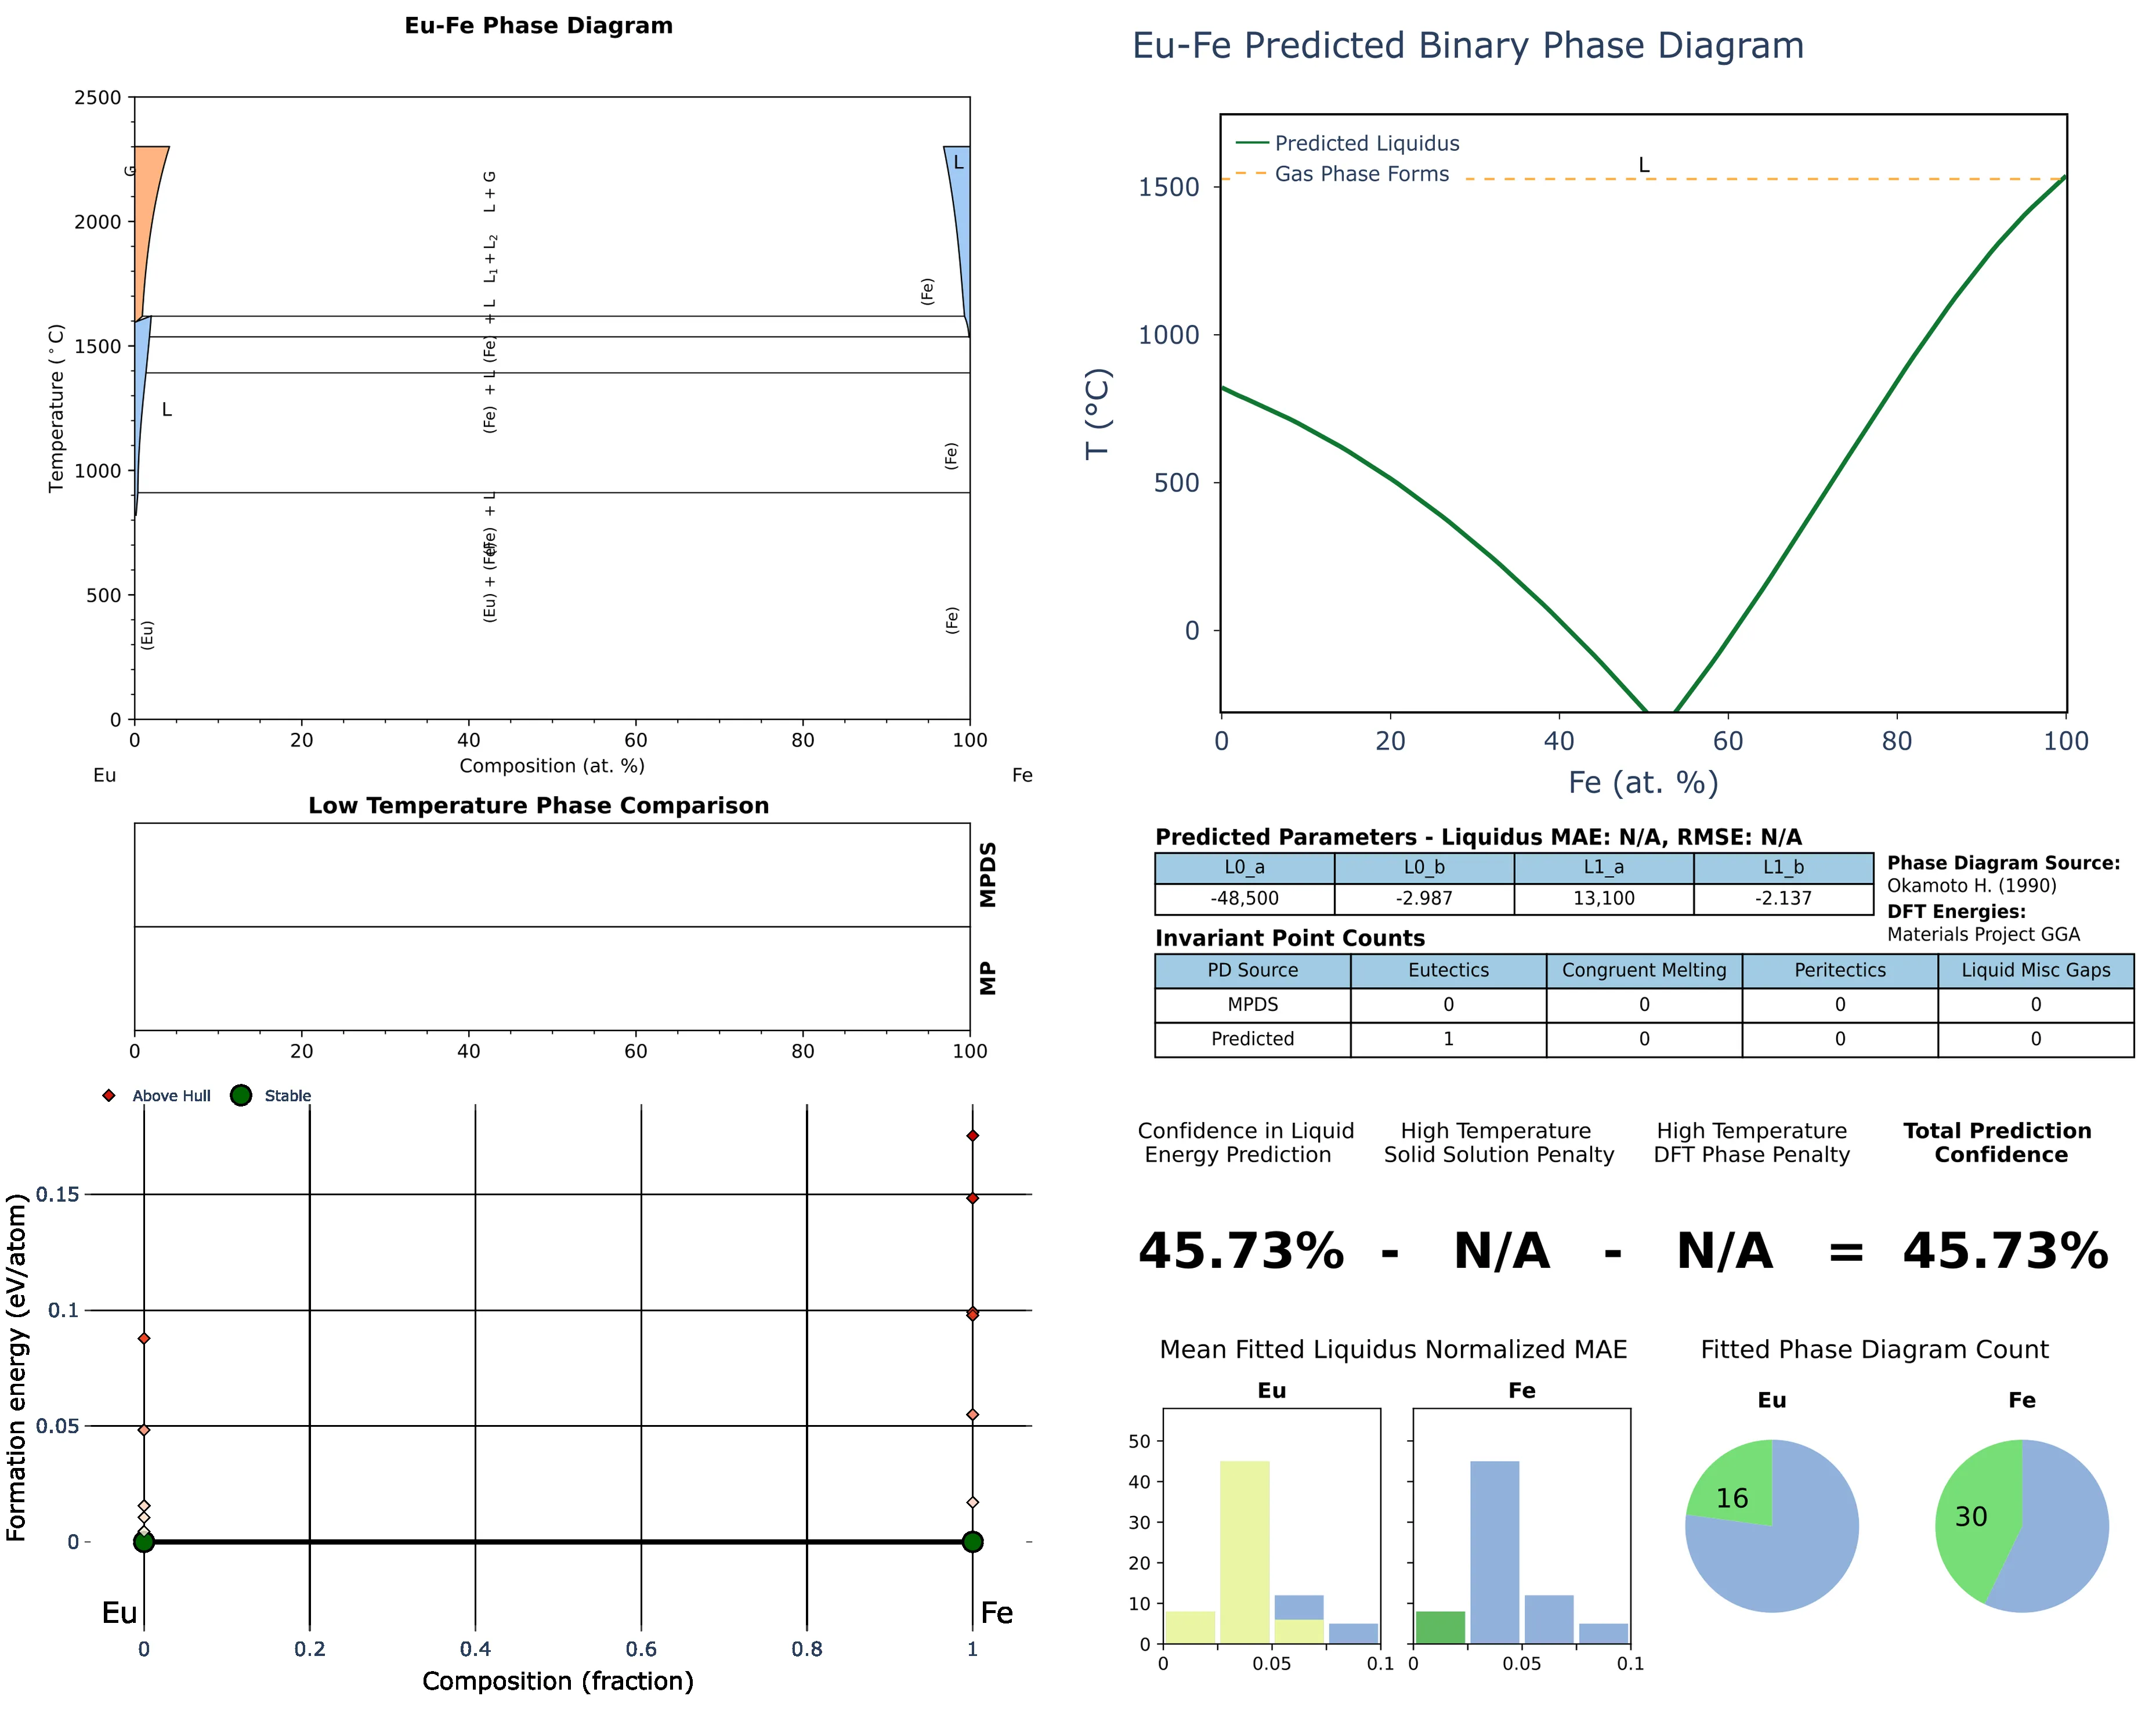 Eu-Fe Phase Diagram
2500
2000
1500
1000
500
0
Temperature (°C)
G
L
L + G
L₁ + L₂
(Fe) + L
(Fe) + L
(Fe) + L
(Eu) + (Fe)
L
(Fe)
(Fe)
(Fe)
(Eu)
0 20 40 60 80 100
Composition (at. %)
Eu Fe
Low Temperature Phase Comparison
MPDS
MP
0 20 40 60 80 100
Above Hull Stable
0.15
0.1
0.05
0
Formation energy (eV/atom)
Eu Fe
0 0.2 0.4 0.6 0.8 1
Composition (fraction)
Eu-Fe Predicted Binary Phase Diagram
Predicted Liquidus
Gas Phase Forms
L
1500
1000
500
0
T (°C)
0 20 40 60 80 100
Fe (at. %)
Predicted Parameters - Liquidus MAE: N/A, RMSE: N/A
L0_a L0_b L1_a L1_b
-48,500 -2.987 13,100 -2.137
Phase Diagram Source:
Okamoto H. (1990)
DFT Energies:
Materials Project GGA
Invariant Point Counts
PD Source Eutectics Congruent Melting Peritectics Liquid Misc Gaps
MPDS 0 0 0 0
Predicted 1 0 0 0
Confidence in Liquid
Energy Prediction
High Temperature
Solid Solution Penalty
High Temperature
DFT Phase Penalty
Total Prediction
Confidence
45.73% - N/A - N/A = 45.73%
Mean Fitted Liquidus Normalized MAE
Eu Fe
50
40
30
20
10
0
0 0.05 0.1 0 0.05 0.1
Fitted Phase Diagram Count
Eu Fe
16 30